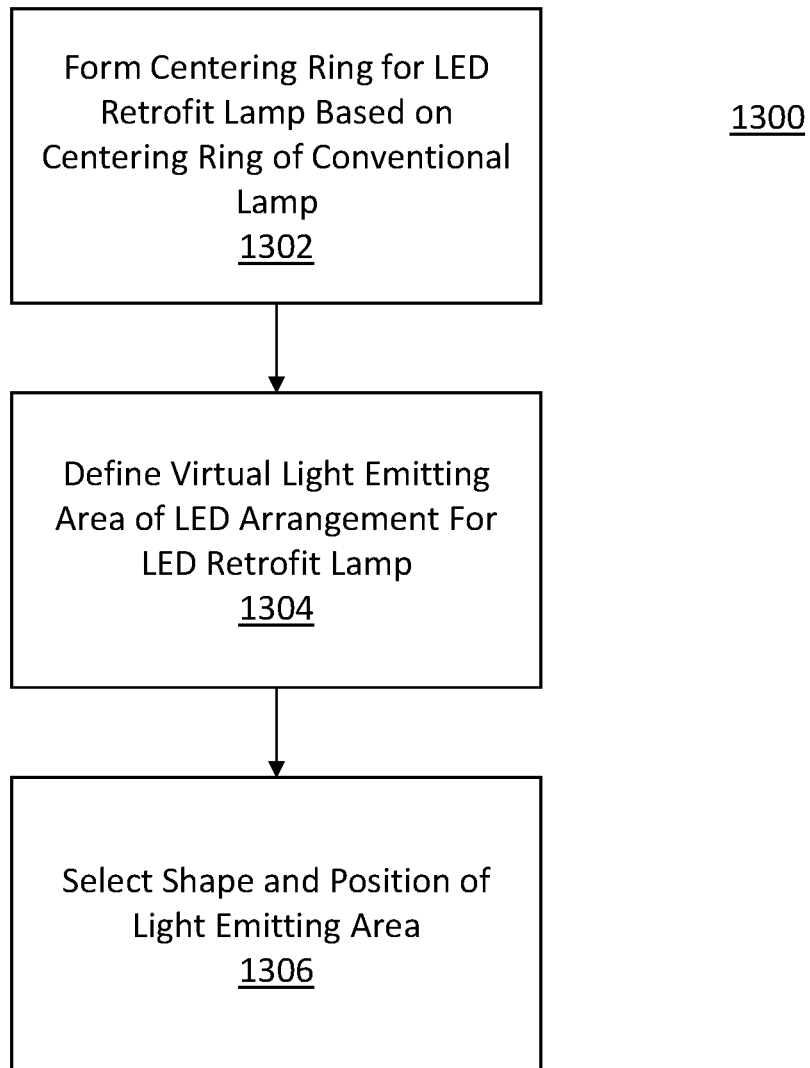 Form Centering Ring for LED
Retrofit Lamp Based on
Centering Ring of Conventional
Lamp
1302
1300
Define Virtual Light Emitting
Area of LED Arrangement For
LED Retrofit Lamp
1304
Select Shape and Position of
Light Emitting Area
1306